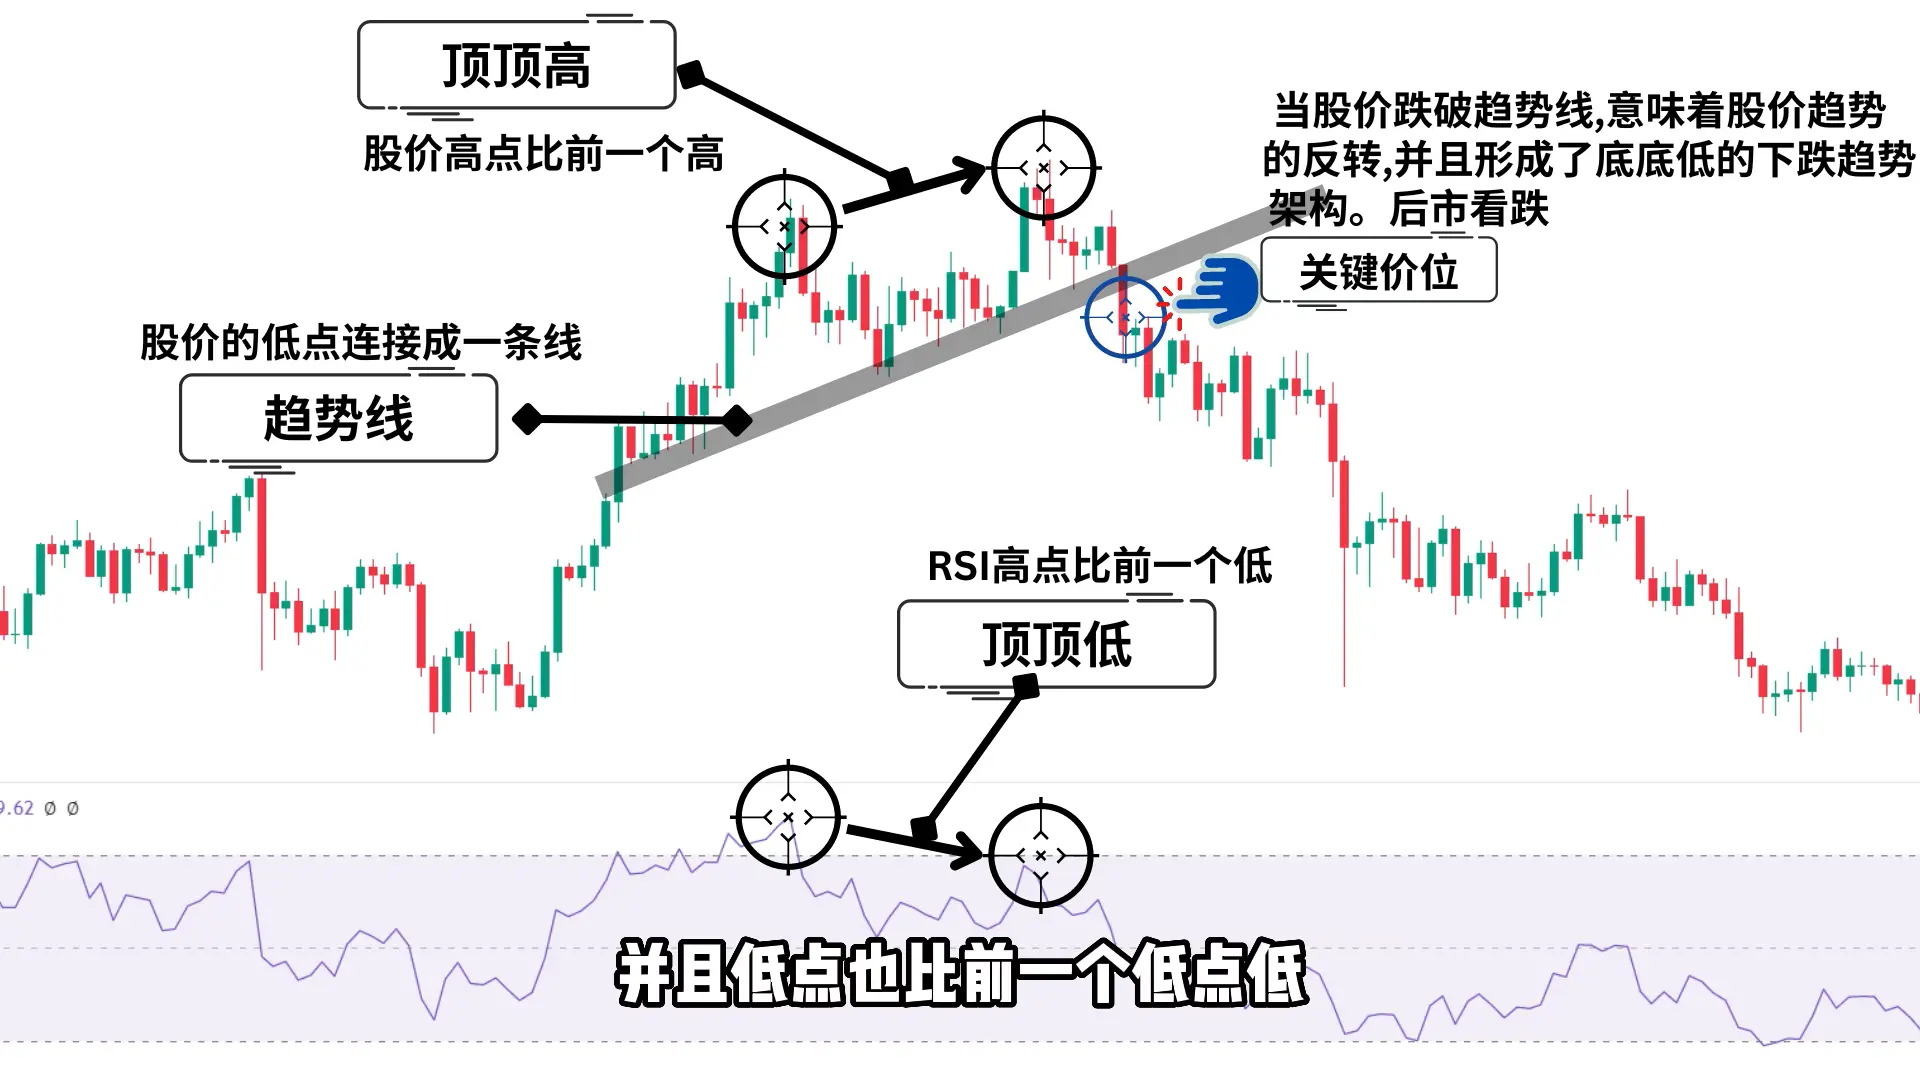 顶顶高
股价高点比前一个高
当股价跌破趋势线,意味着股价趋势
的反转,并且形成了底底低的下跌趋势
架构。后市看跌
关键价位
股价的低点连接成一条线
趋势线
RSI高点比前一个低
顶顶低
9.62 Ø Ø
并且低点也比前一个低点低